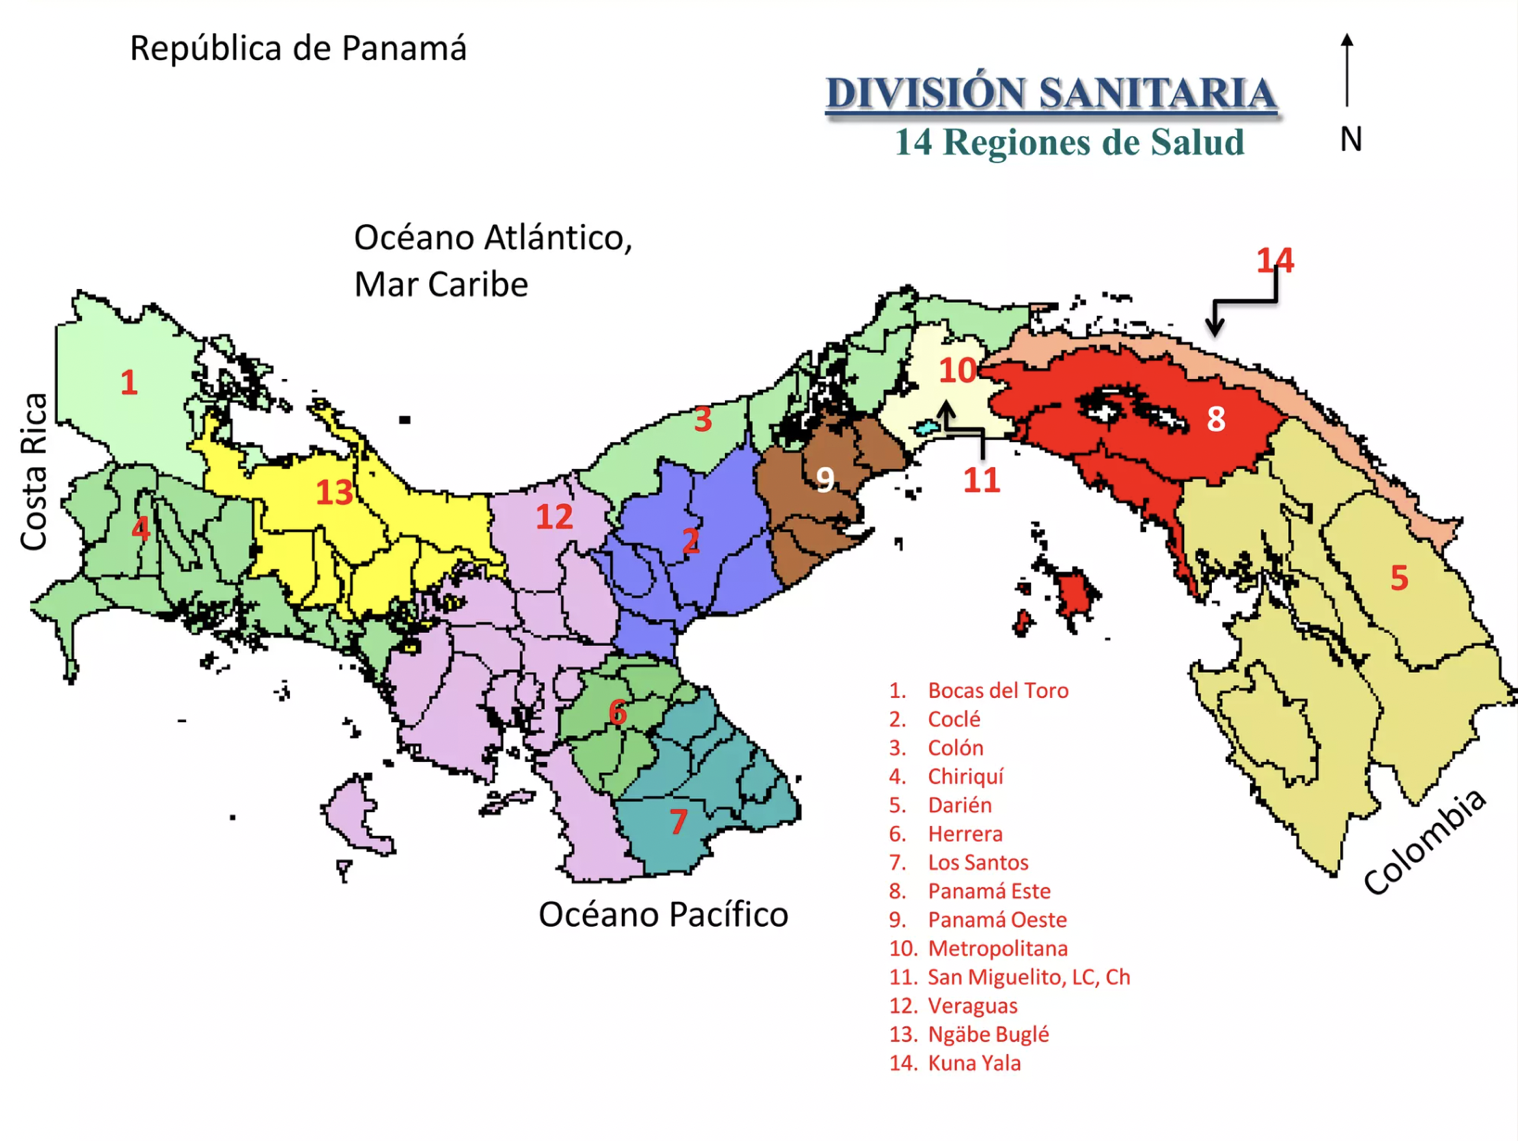 República de Panamá
DIVISIÓN SANITARIA
14 Regiones de Salud
N
Océano Atlántico,
Mar Caribe
14
Costa Rica
1
10
3
8
13
12
9
11
4
2
5
6
7
Océano Pacífico
Colombia
1. Bocas del Toro
2. Coclé
3. Colón
4. Chiriquí
5. Darién
6. Herrera
7. Los Santos
8. Panamá Este
9. Panamá Oeste
10. Metropolitana
11. San Miguelito, LC, Ch
12. Veraguas
13. Ngäbe Buglé
14. Kuna Yala